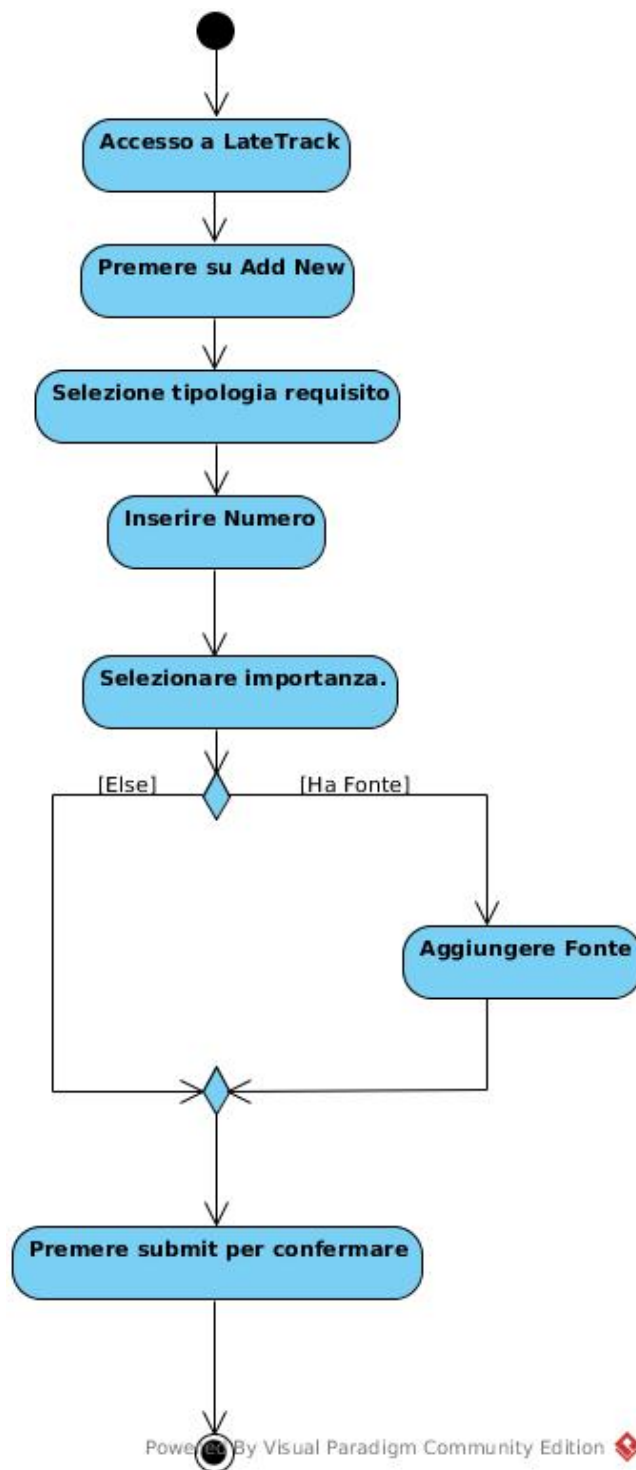 Accesso a LateTrack
Premere su Add New
Selezione tipologia requisito
Inserire Numero
Selezionare importanza.
[Else]
[Ha Fonte]
Aggiungere Fonte
Premere submit per confermare
Powered By Visual Paradigm Community Edition